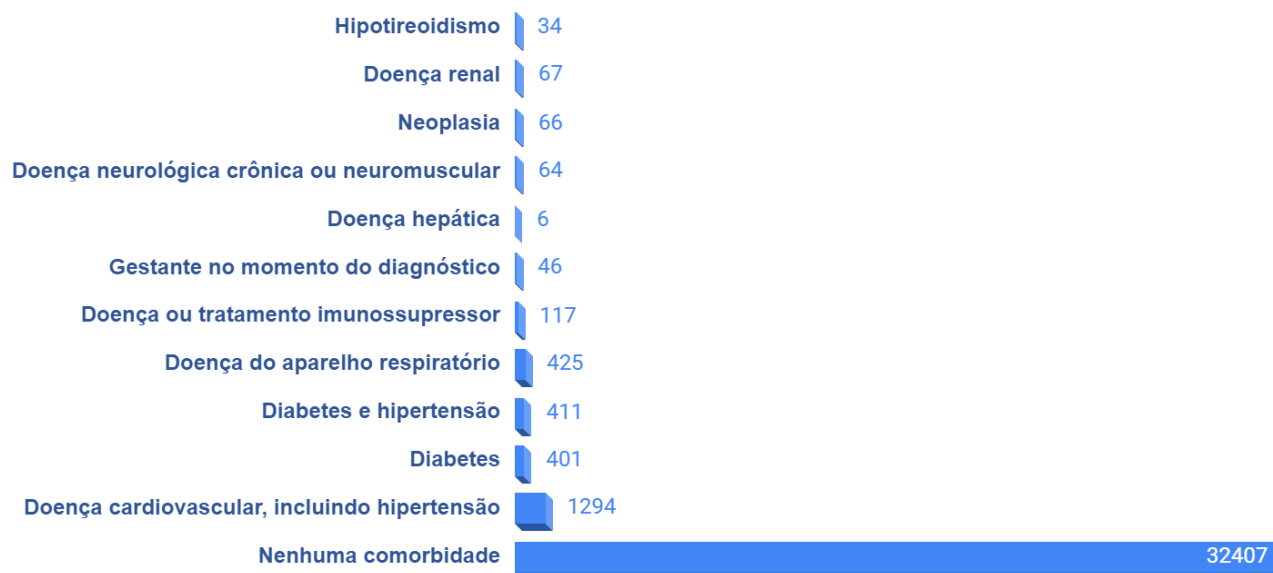 Hipotireoidismo 34
Doença renal 67
Neoplasia 66
Doença neurológica crônica ou neuromuscular 64
Doença hepática 6
Gestante no momento do diagnóstico 46
Doença ou tratamento imunossupressor 117
Doença do aparelho respiratório 425
Diabetes e hipertensão 411
Diabetes 401
Doença cardiovascular, incluindo hipertensão 1294
Nenhuma comorbidade 32407